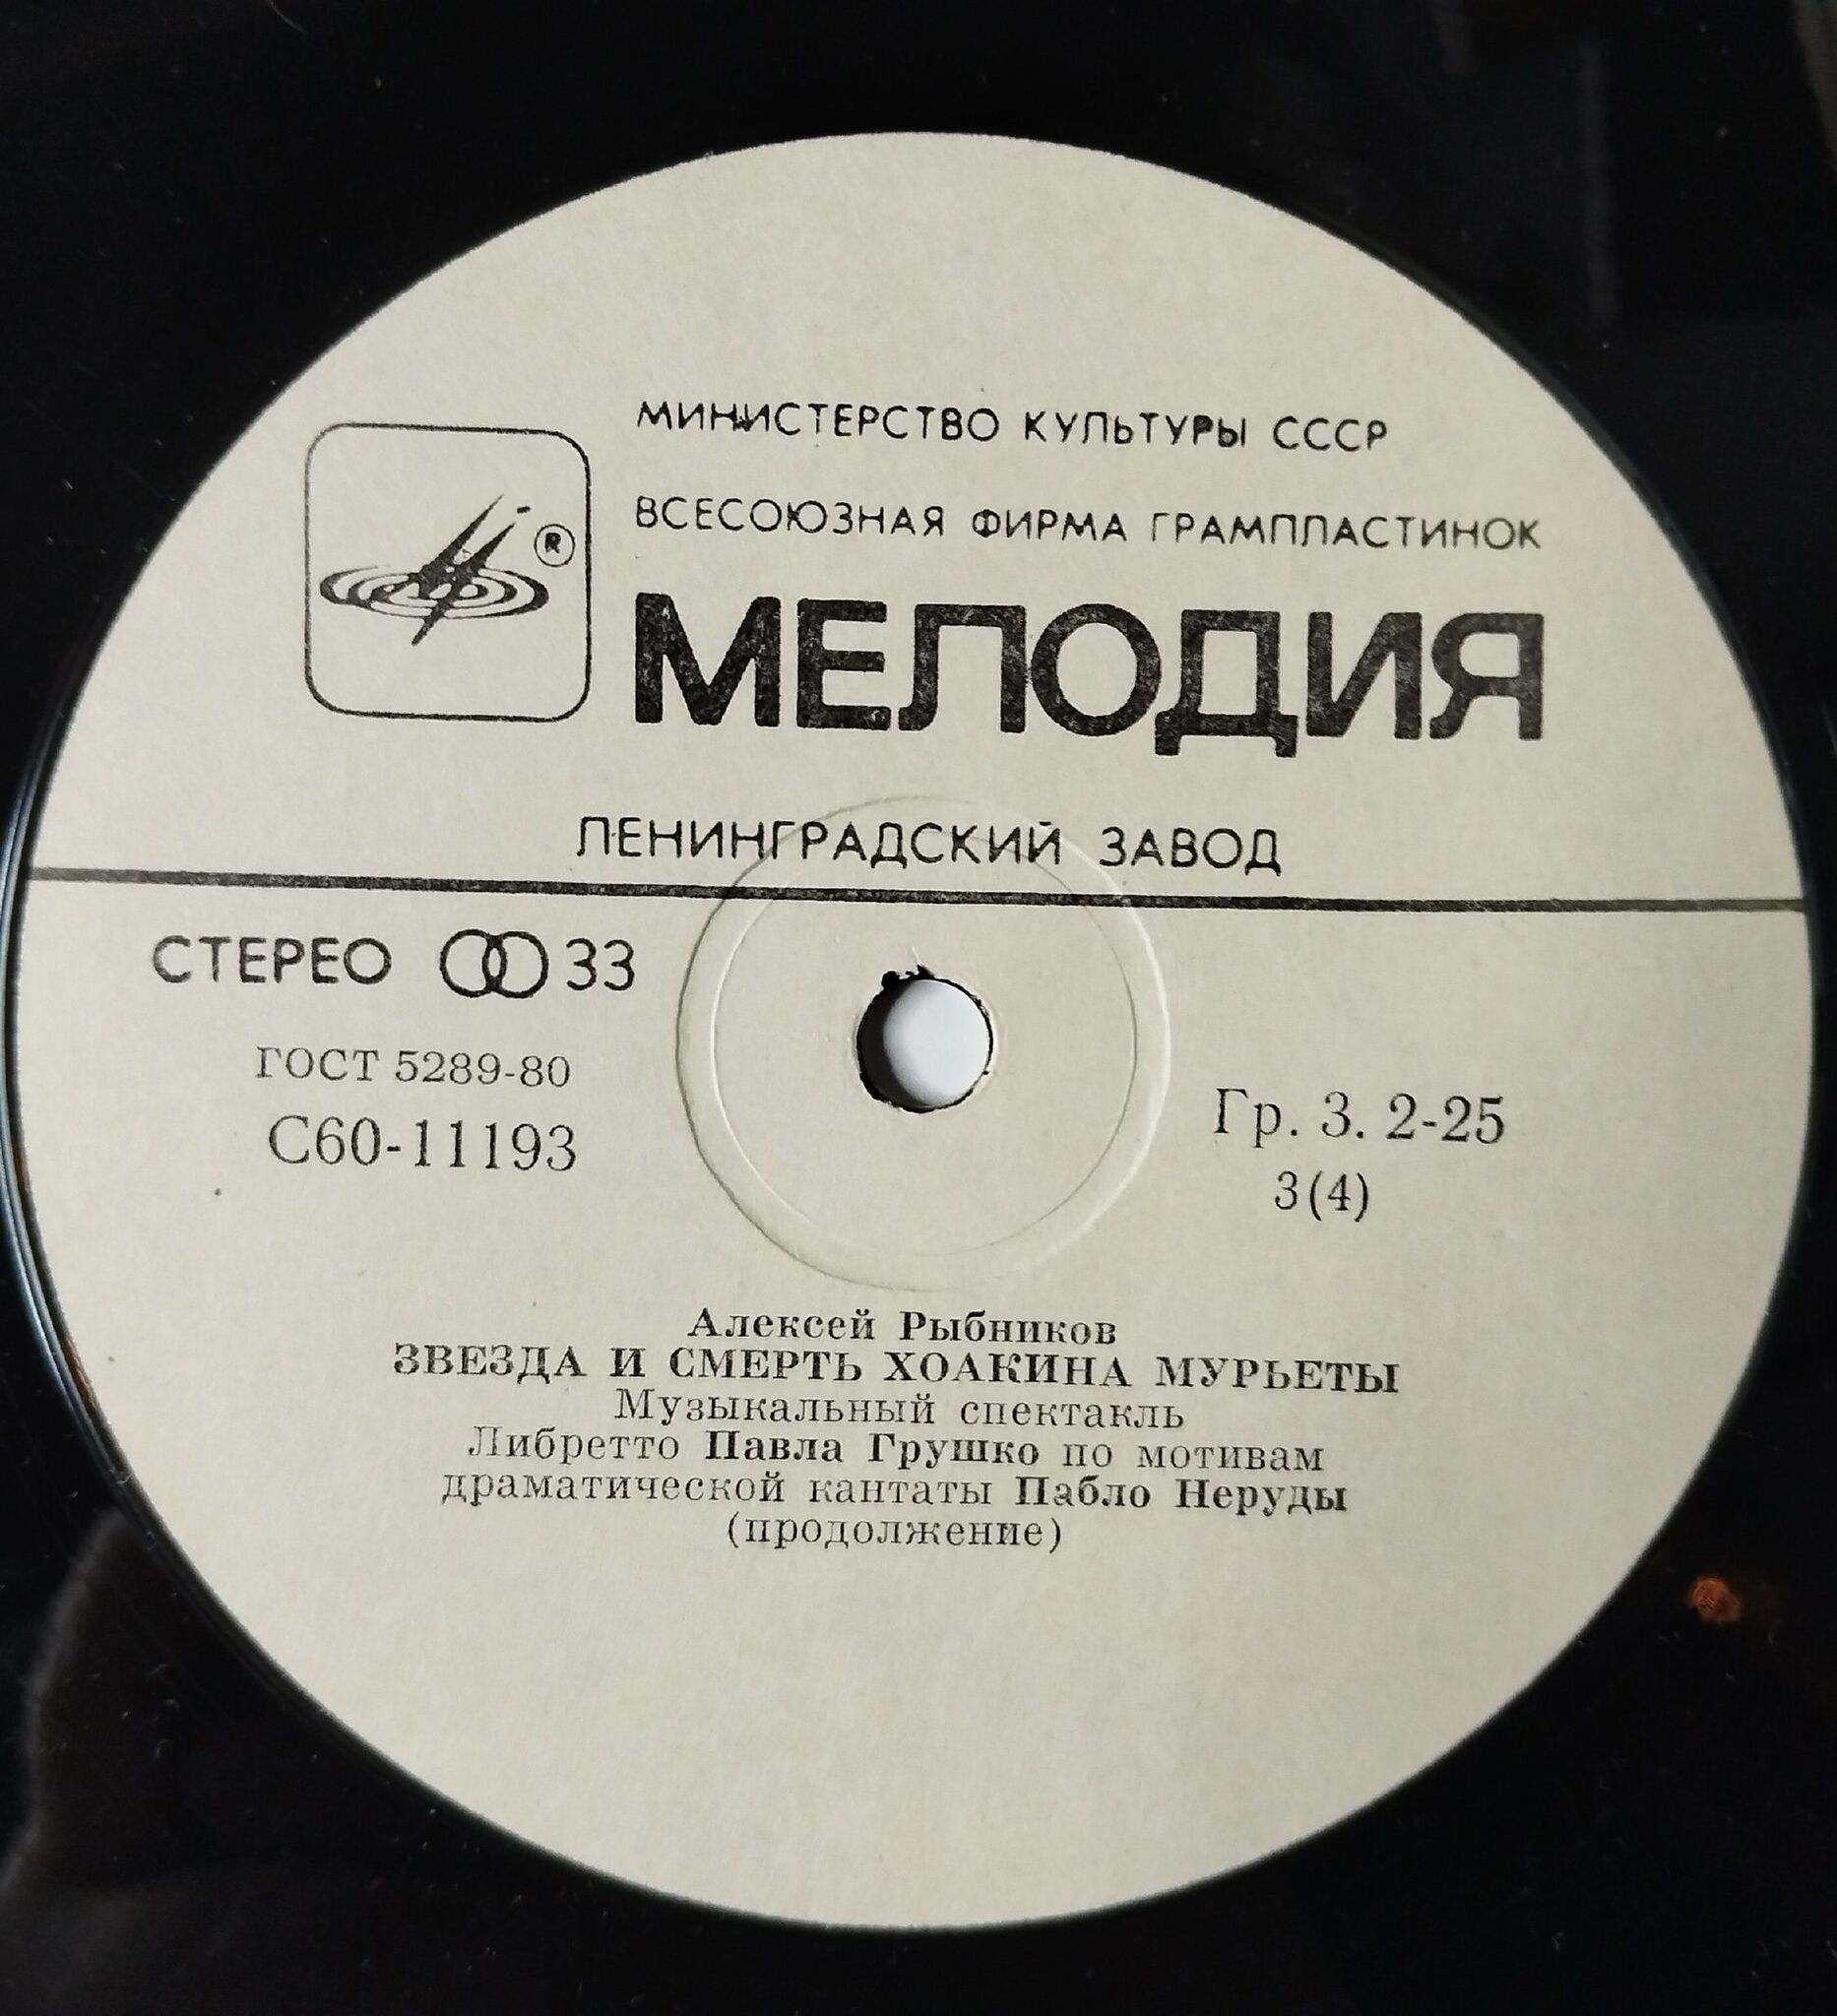 МИНИСТЕРСТВО КУЛЬТУРЫ СССР
ВСЕСОЮЗНАЯ ФИРМА ГРАМПЛАСТИНОК
®
МЕЛОДИЯ
ЛЕНИНГРАДСКИЙ ЗАВОД
СТЕРЕО 33
ГОСТ 5289-80
С60-11193
Гр. 3. 2-25
3(4)
Алексей Рыбников
ЗВЕЗДА И СМЕРТЬ ХОАКИНА МУРЬЕТЫ
Музыкальный спектакль
Либретто Павла Грушко по мотивам
драматической кантаты Пабло Неруды
(продолжение)